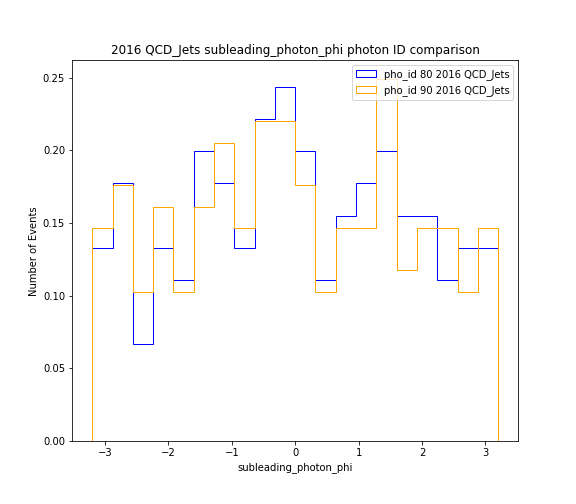 2016 QCD_Jets subleading_photon_phi photon ID comparison
pho_id 80 2016 QCD_Jets
pho_id 90 2016 QCD_Jets
Number of Events
0.25
0.20
0.15
0.10
0.05
0.00
−3 −2 −1 0 1 2 3
subleading_photon_phi